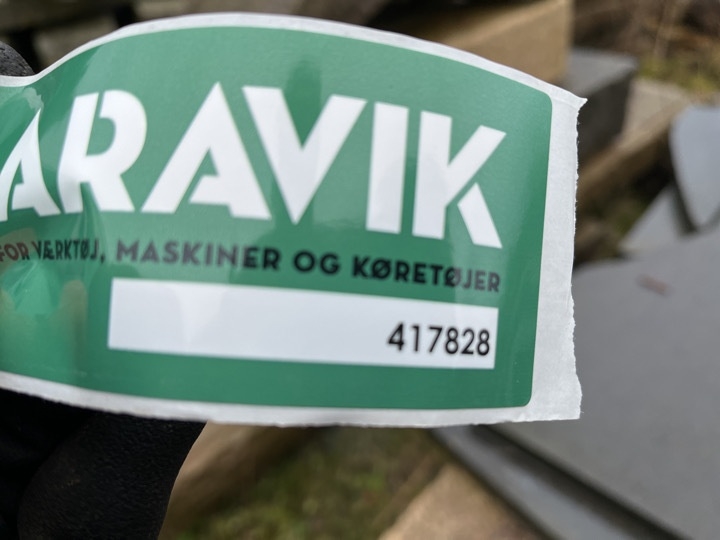 ARAVIK
FOR VÆRKTØJ, MASKINER OG KØRETØJER
417828